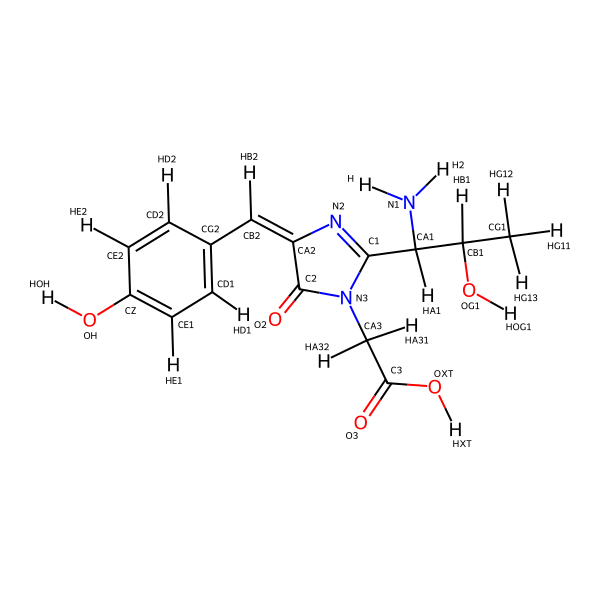 HG12
H
HB2
HD2
H2
HB1
H
H
H
H
H
N1
N
CG1
H
HG11
HE2
H
CD2
CG2
N2
N
C1
CA1
CB1
CB2
CA2
HOH
H
CE2
C2
CD1
N3
N
O
OG1
H
HG13
H
HA1
H
HOG1
CZ
O
OH
CE1
H
HD1
O
O2
CA3
H
HA31
HA32
H
H
HE1
C3
OXT
O
O
O3
H
HXT